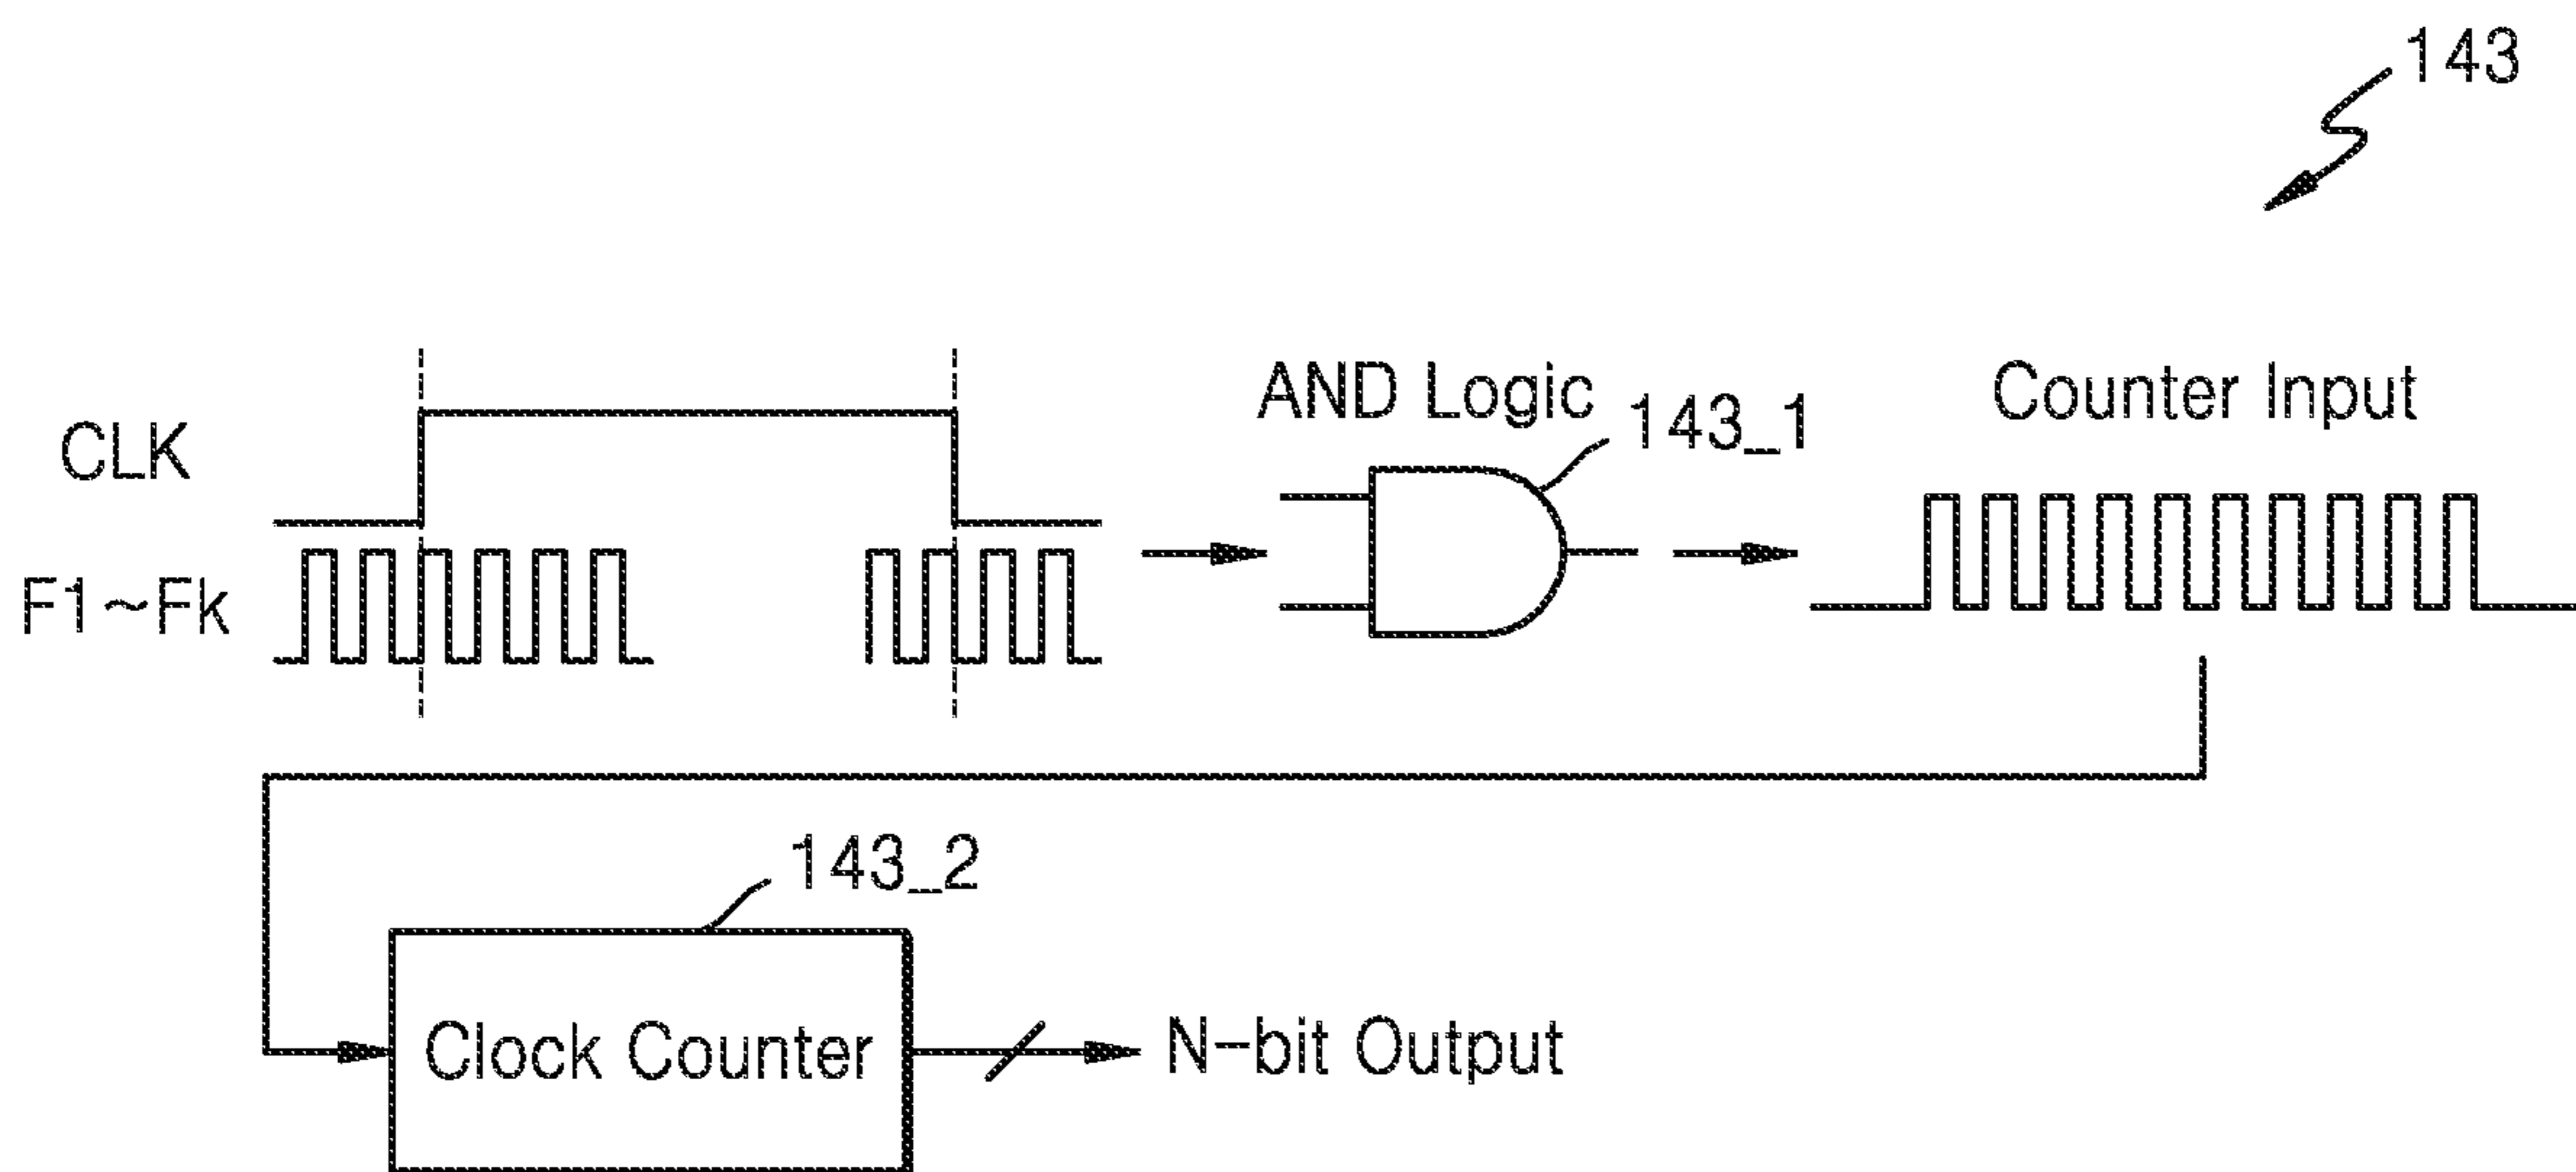 143
CLK
F1~Fk
AND Logic
143_1
Counter Input
143_2
Clock Counter
N-bit Output